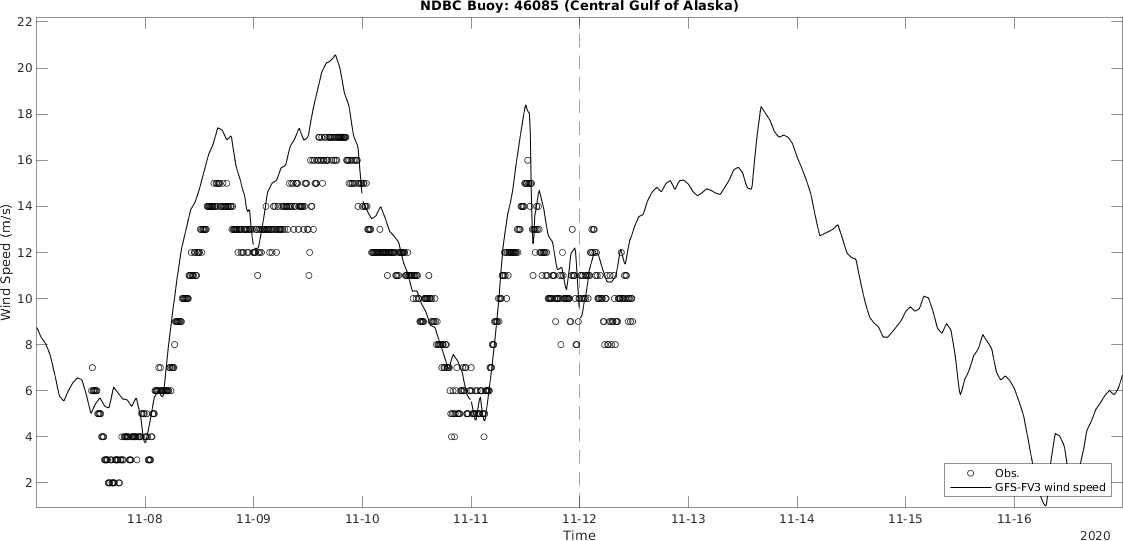 NDBC Buoy: 46085 (Central Gulf of Alaska)
22
20
18
16
14
12
10
8
6
4
2
Wind Speed (m/s)
Obs.
GFS-FV3 wind speed
11-08 11-09 11-10 11-11 11-12 11-13 11-14 11-15 11-16
Time
2020